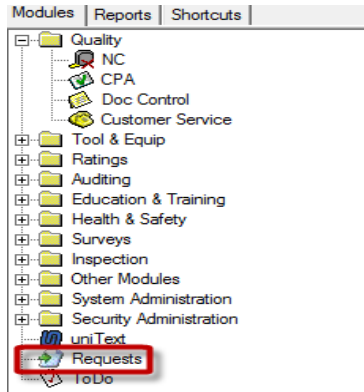 Modules Reports Shortcuts
Quality
NC
CPA
Doc Control
Customer Service
Tool & Equip
Ratings
Auditing
Education & Training
Health & Safety
Surveys
Inspection
Other Modules
System Administration
Security Administration
uniText
Requests
ToDo